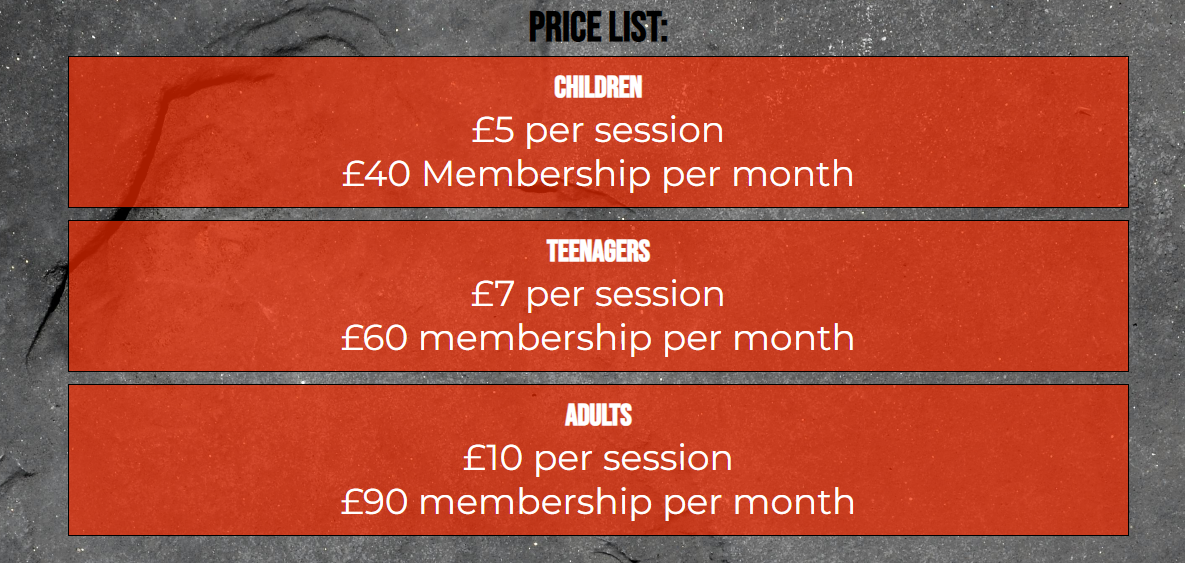 PRICE LIST:
CHILDREN
£5 per session
£40 Membership per month
TEENAGERS
£7 per session
£60 membership per month
ADULTS
£10 per session
£90 membership per month